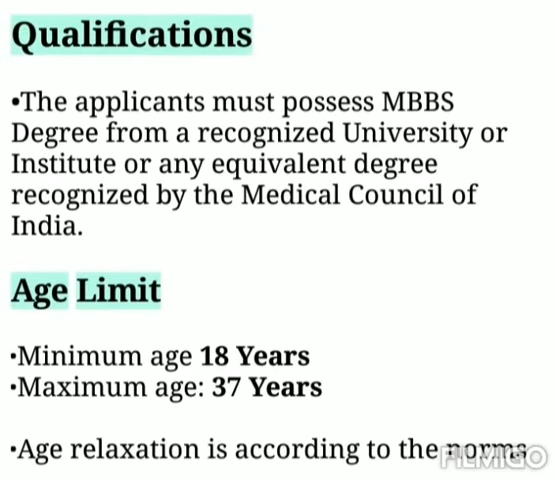 Qualifications
•The applicants must possess MBBS
Degree from a recognized University or
Institute or any equivalent degree
recognized by the Medical Council of
India.
Age Limit
•Minimum age 18 Years
•Maximum age: 37 Years
•Age relaxation is according to the norms
FILMIGO